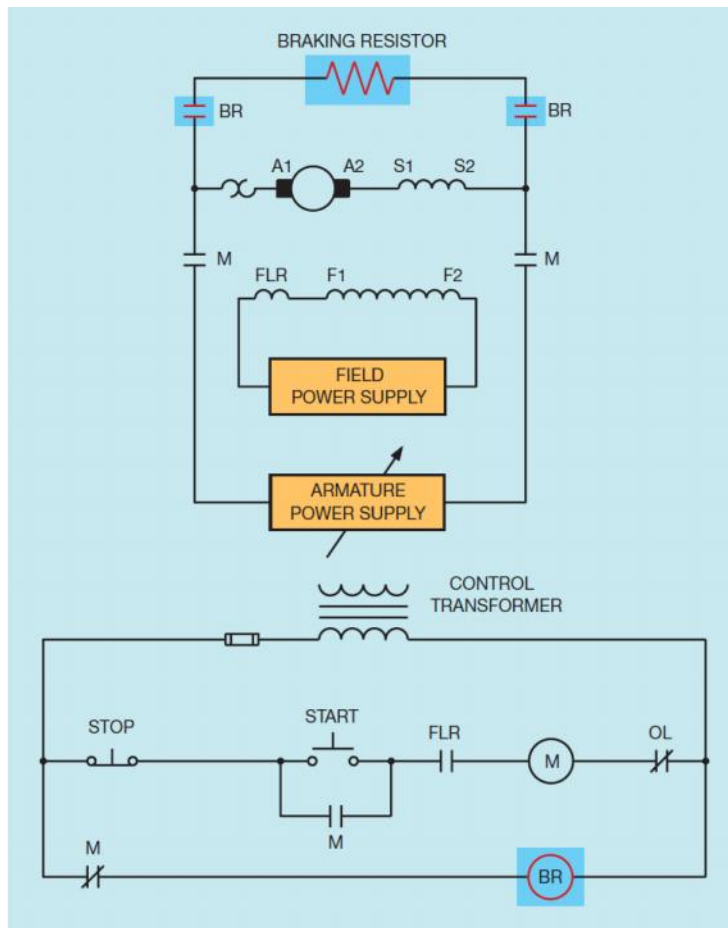 BRAKING RESISTOR
BR
BR
A1
A2
S1
S2
M
M
FLR
F1
F2
FIELD
POWER SUPPLY
ARMATURE
POWER SUPPLY
CONTROL
TRANSFORMER
STOP
START
FLR
M
OL
M
M
BR